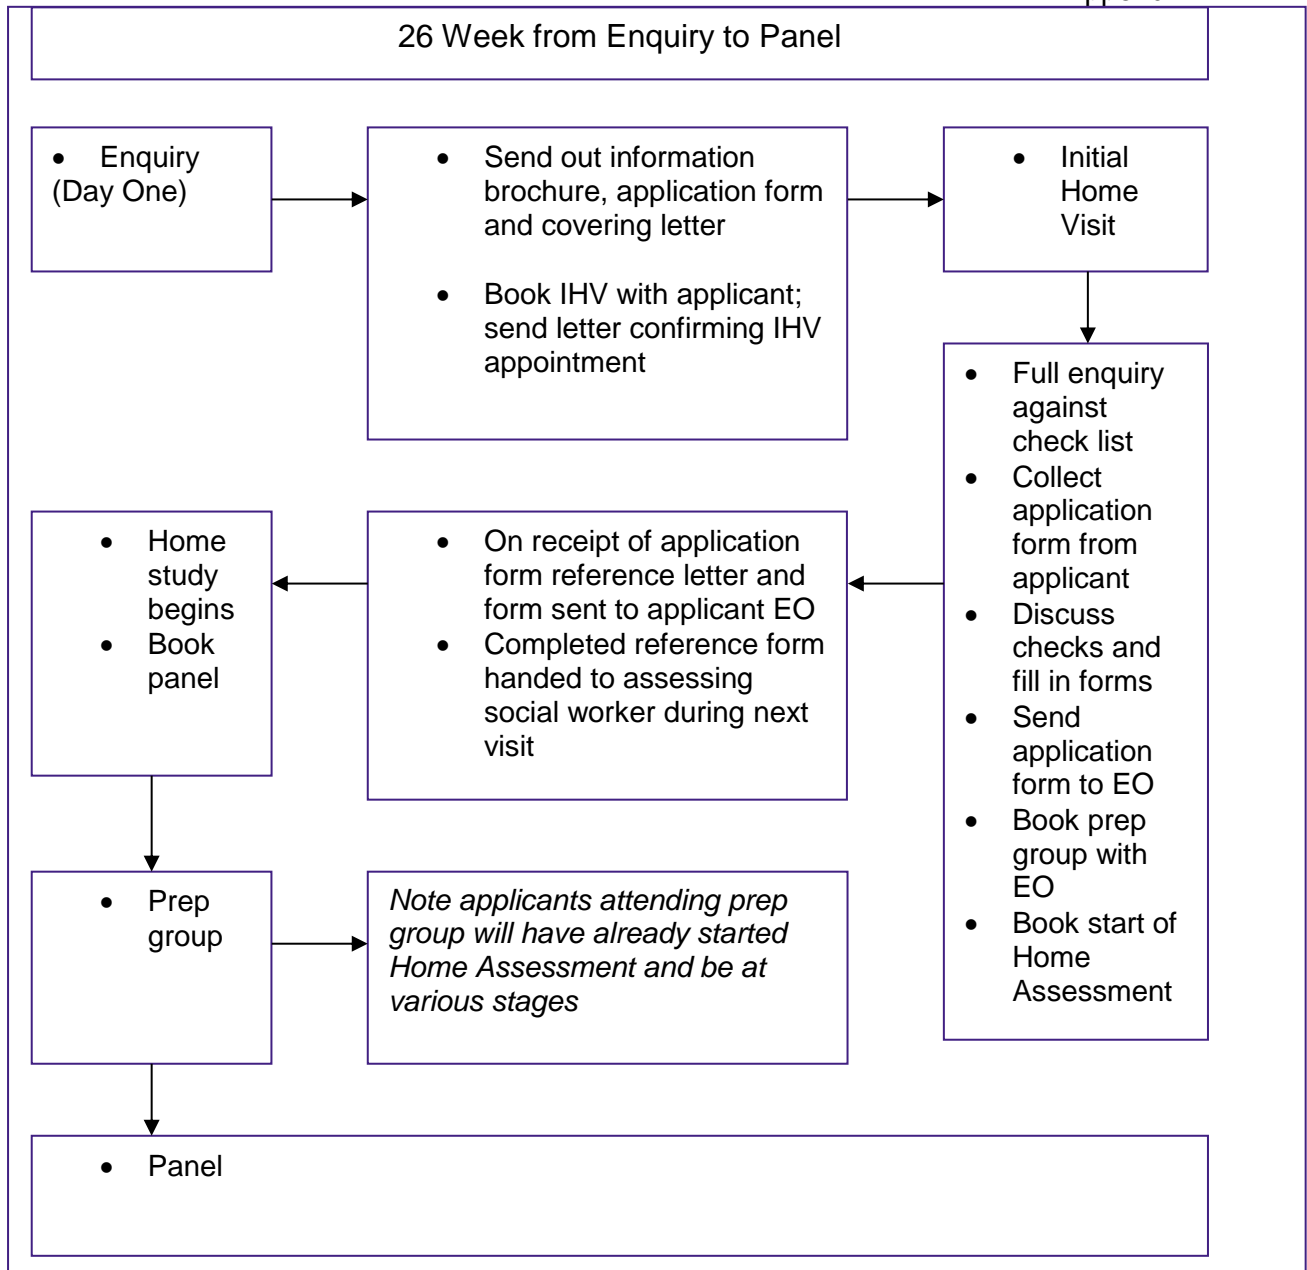 26 Week from Enquiry to Panel
• Enquiry
(Day One)
• Send out information
brochure, application form
and covering letter
• Book IHV with applicant;
send letter confirming IHV
appointment
• Initial
Home
Visit
• Full enquiry
against
check list
• Collect
application
form from
applicant
• Discuss
checks and
fill in forms
• Send
application
form to EO
• Book prep
group with
EO
• Book start of
Home
Assessment
• On receipt of application
form reference letter and
form sent to applicant EO
• Completed reference form
handed to assessing
social worker during next
visit
• Home
study
begins
• Book
panel
• Prep
group
Note applicants attending prep
group will have already started
Home Assessment and be at
various stages
• Panel